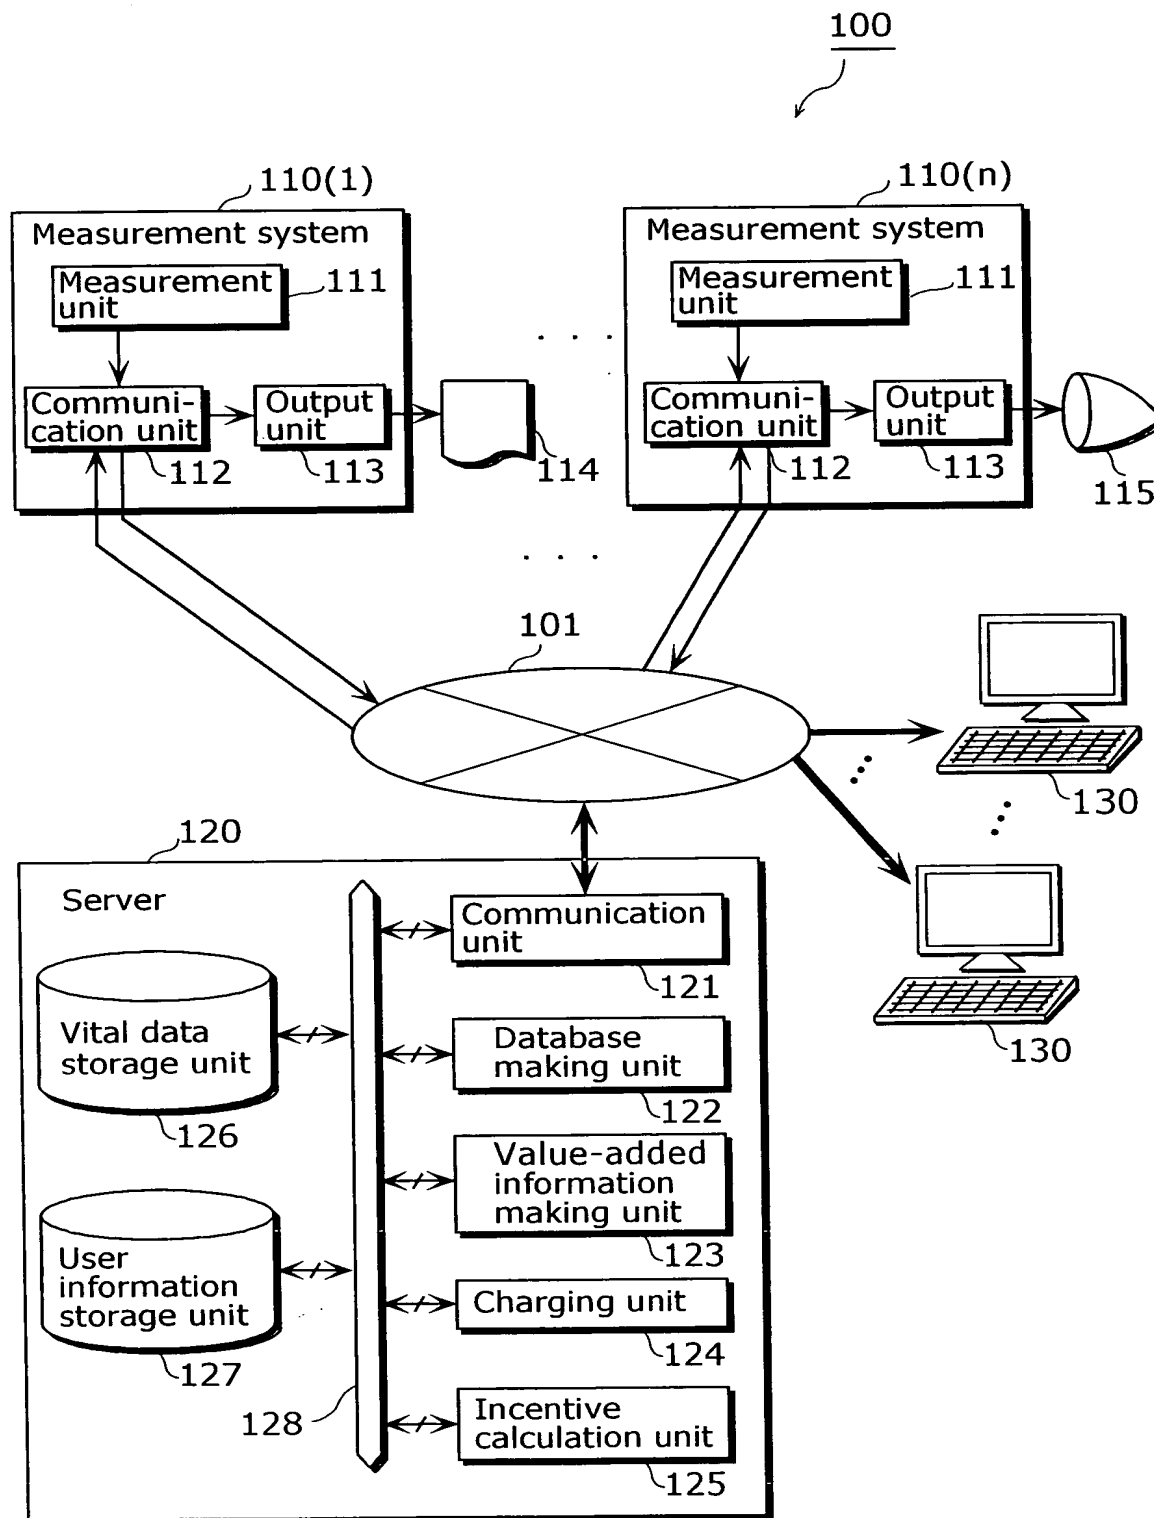 100
110(1)
Measurement system
Measurement
unit
111
Communi-
cation unit
112
Output
unit
113
114
. . .
110(n)
Measurement system
Measurement
unit
111
Communi-
cation unit
112
Output
unit
113
115
. . .
101
130
130
120
Server
Communication
unit
121
Vital data
storage unit
126
Database
making unit
122
Value-added
information
making unit
123
User
information
storage unit
127
Charging unit
124
128
Incentive
calculation unit
125